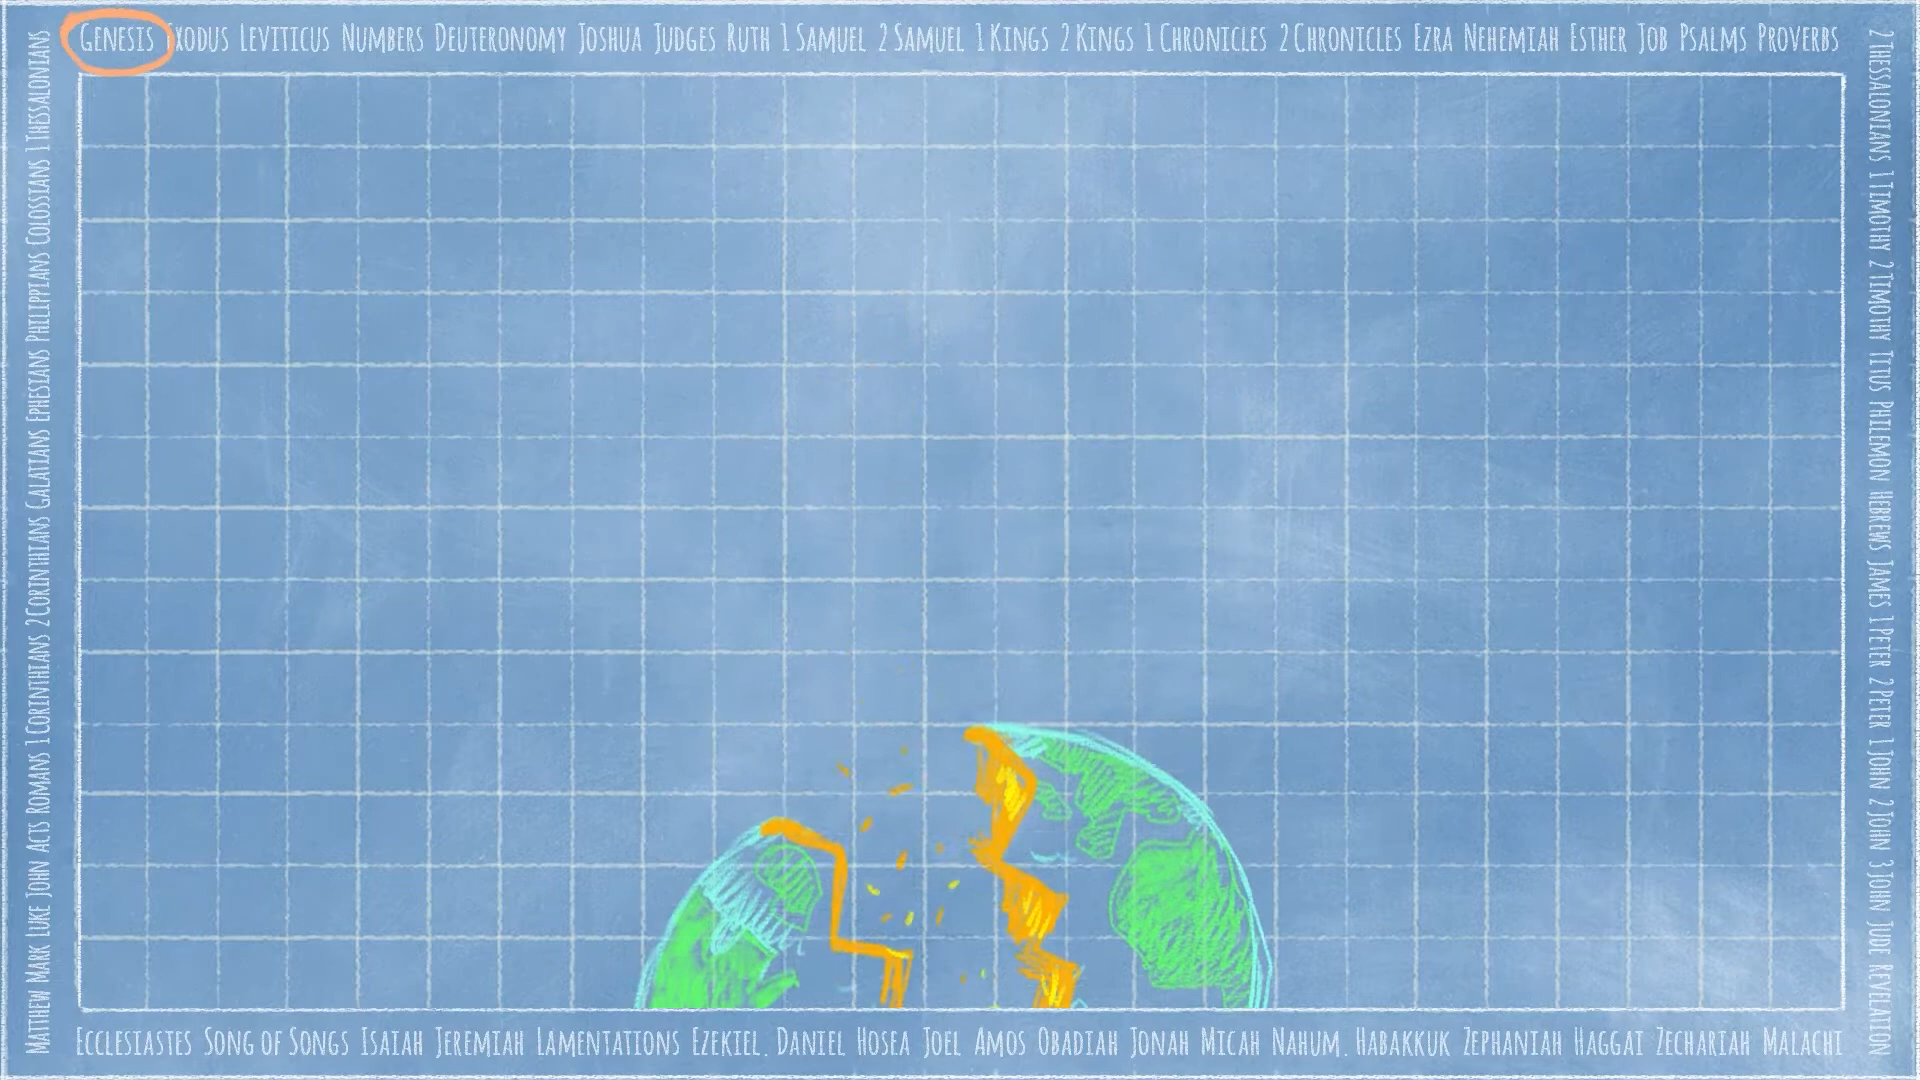 Genesis Exodus Leviticus Numbers Deuteronomy Joshua Judges Ruth 1 Samuel 2 Samuel 1 Kings 2 Kings 1 Chronicles 2 Chronicles Ezra Nehemiah Esther Job Psalms Proverbs
Ecclesiastes Song of Songs Isaiah Jeremiah Lamentations Ezekiel. Daniel Hosea Joel Amos Obadiah Jonah Micah Nahum. Habakkuk Zephaniah Haggai Zechariah Malachi
Matthew Mark Luke John Acts Romans 1 Corinthians 2 Corinthians Galatians Ephesians Philippians Colossians 1 Thessalonians
2 Thessalonians 1 Timothy 2 Timothy Titus Philemon Hebrews James 1 Peter 2 Peter 1 John 2 John 3 John Jude Revelation